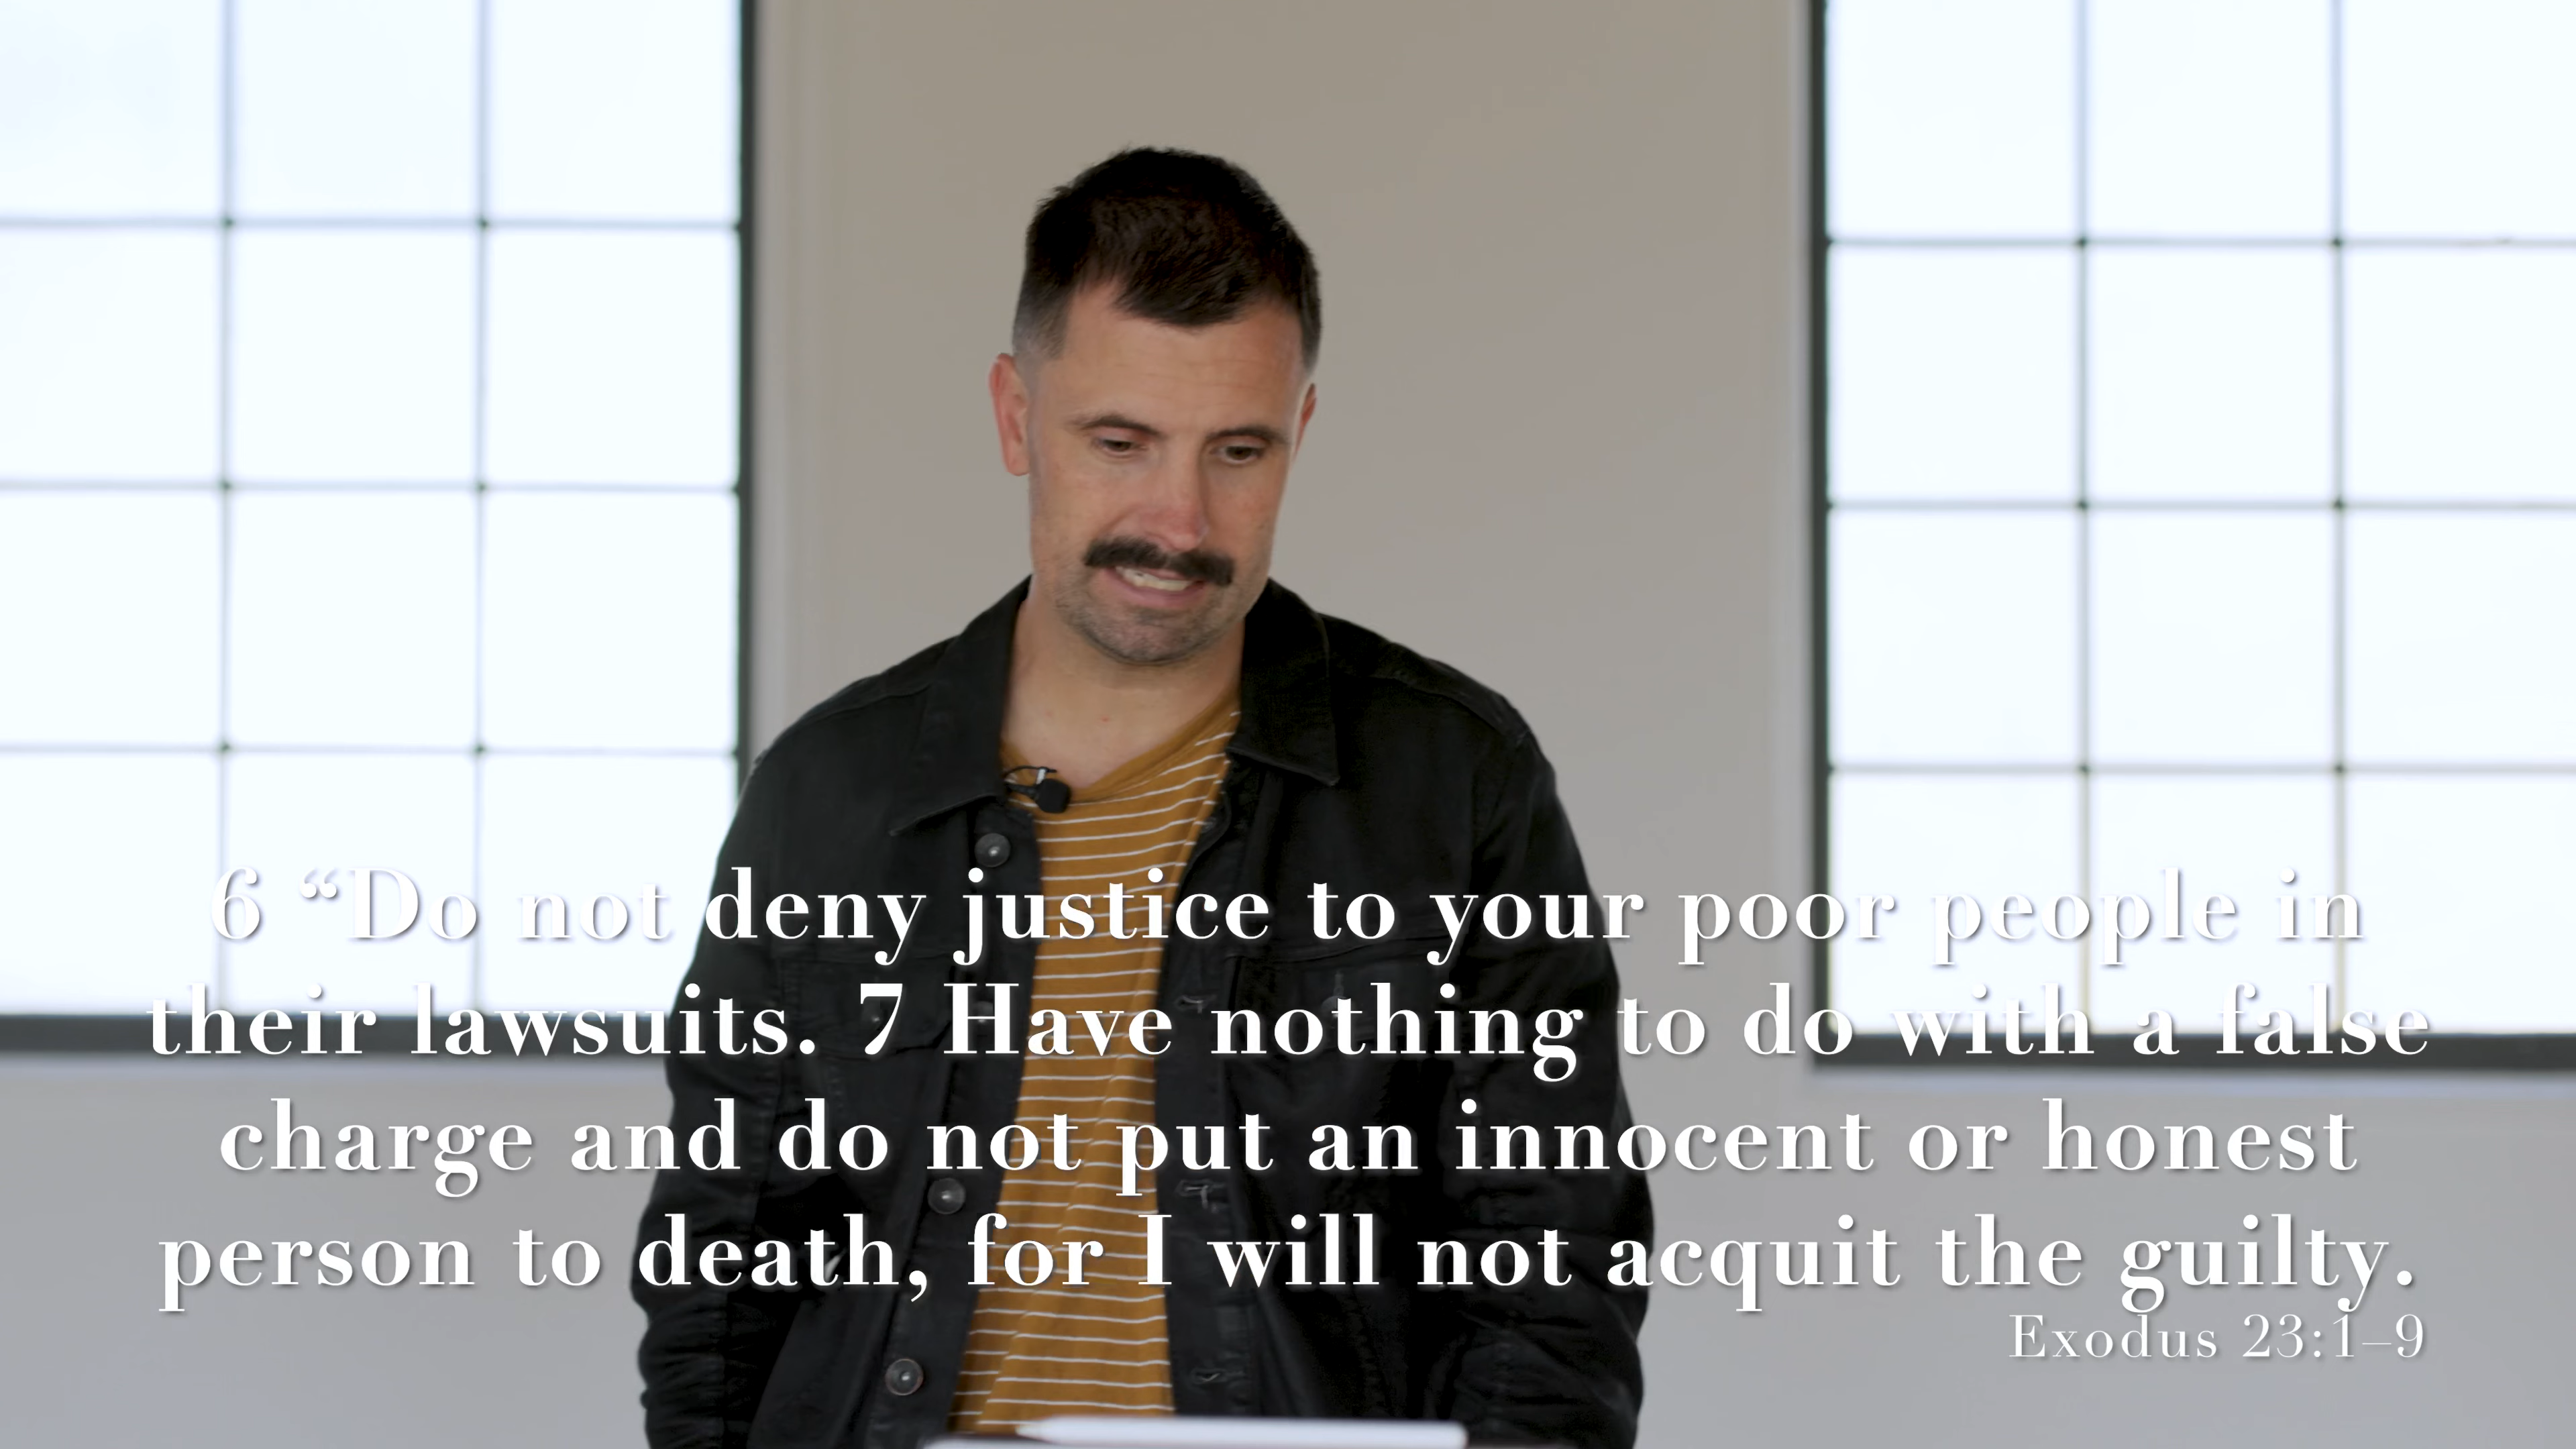 6 “Do not deny justice to your poor people in
their lawsuits. 7 Have nothing to do with a false
charge and do not put an innocent or honest
person to death, for I will not acquit the guilty.
Exodus 23:1–9